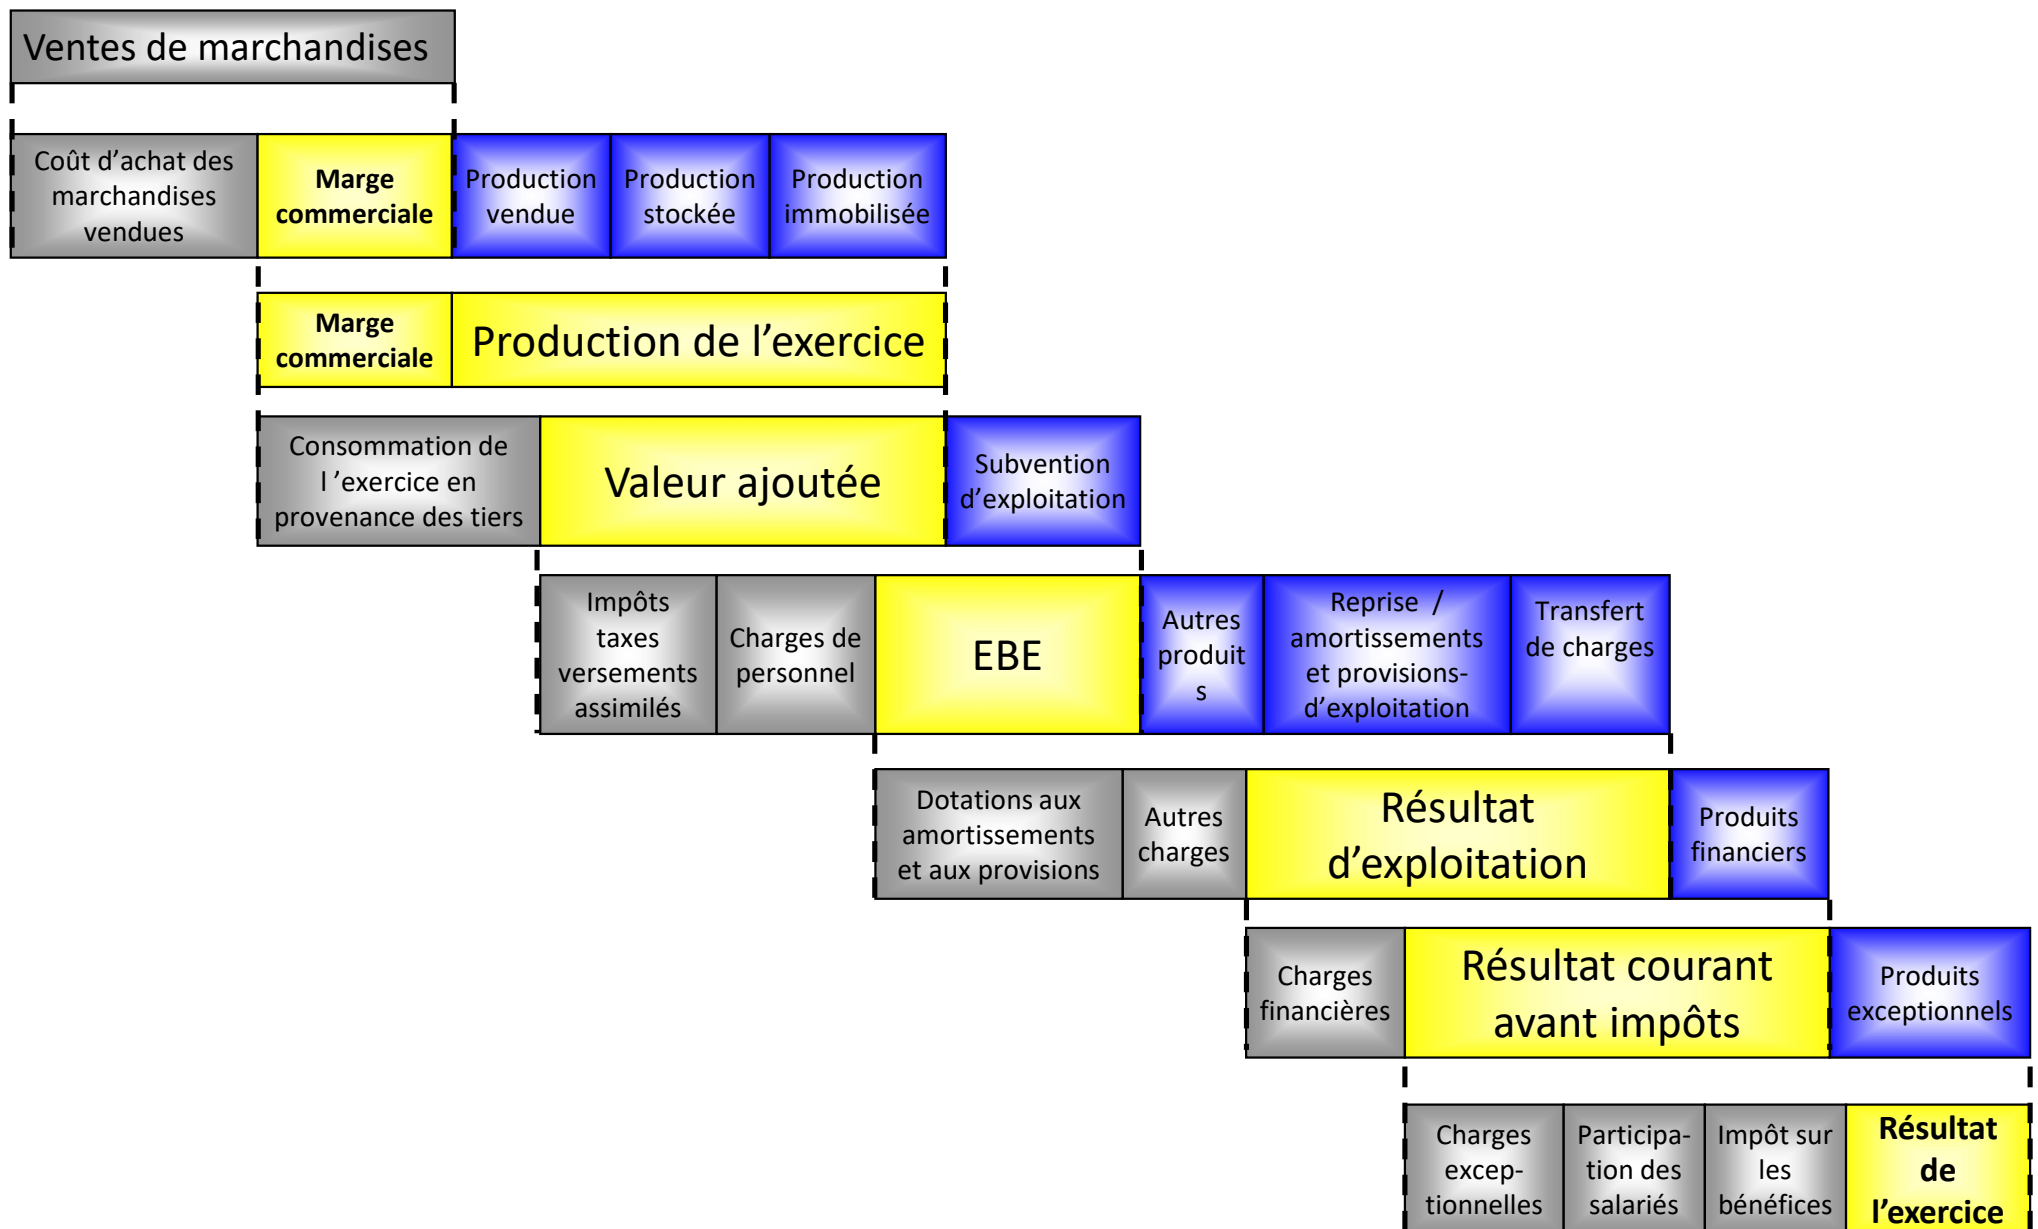 Ventes de marchandises
Coût d'achat des
marchandises
vendues
Marge
commerciale
Production
vendue
Production
stockée
Production
immobilisée
Marge
commerciale
Production de l’exercice
Consommation de
l ’exercice en
provenance des tiers
Valeur ajoutée
Subvention
d’exploitation
Impôts
taxes
versements
assimilés
Charges de
personnel
EBE
Autres
produit
s
Reprise /
amortissements
et provisions-
d’exploitation
Transfert
de charges
Dotations aux
amortissements
et aux provisions
Autres
charges
Résultat
d’exploitation
Produits
financiers
Charges
financières
Résultat courant
avant impôts
Produits
exceptionnels
Charges
excep-
tionnelles
Participa-
tion des
salariés
Impôt sur
les
bénéfices
Résultat
de
l’exercice